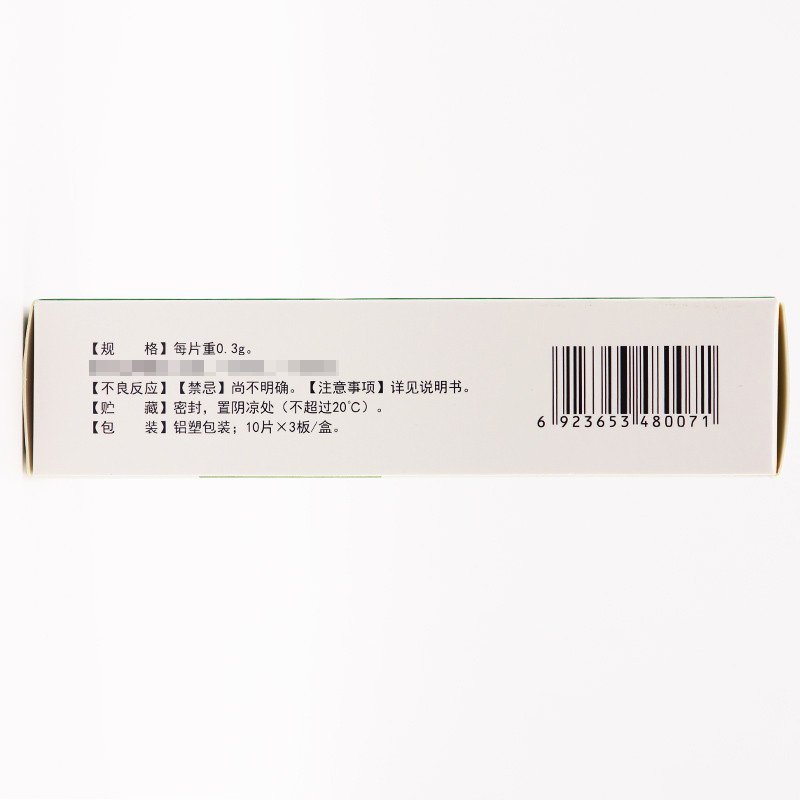 【规　　格】每片重0.3g。
【不良反应】【禁忌】尚不明确。【注意事项】详见说明书。
【贮　　藏】密封，置阴凉处（不超过20℃）。
【包　　装】铝塑包装；10片×3板/盒。
6 923653 480071